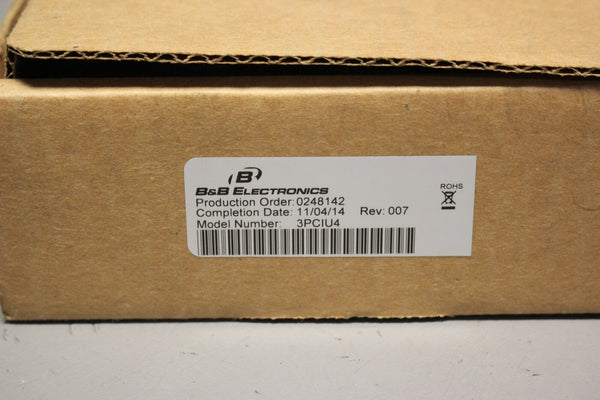 B
B&B ELECTRONICS
Production Order: 0248142
Completion Date: 11/04/14 Rev: 007
Model Number: 3PCIU4
ROHS